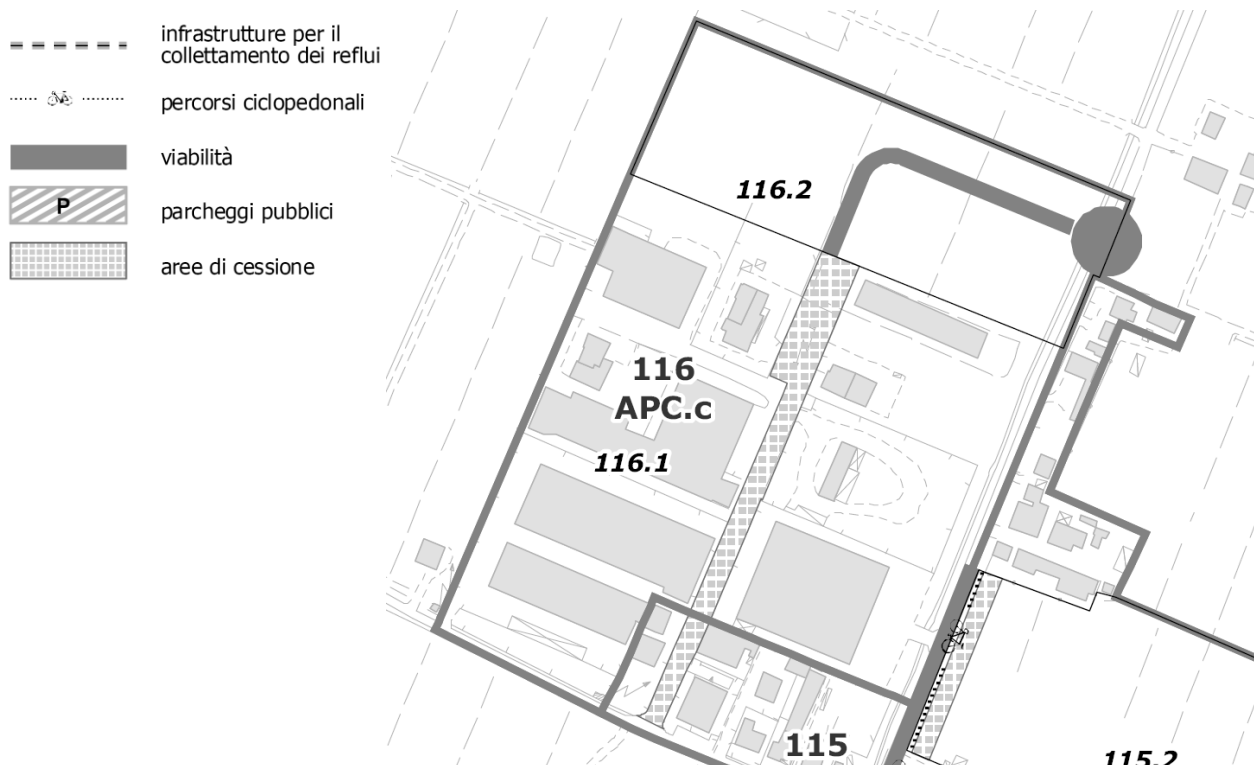 infrastrutture per il
collettamento dei reflui
percorsi ciclopedonali
viabilità
P
parcheggi pubblici
aree di cessione
116.2
116
APC.c
116.1
115
115.2